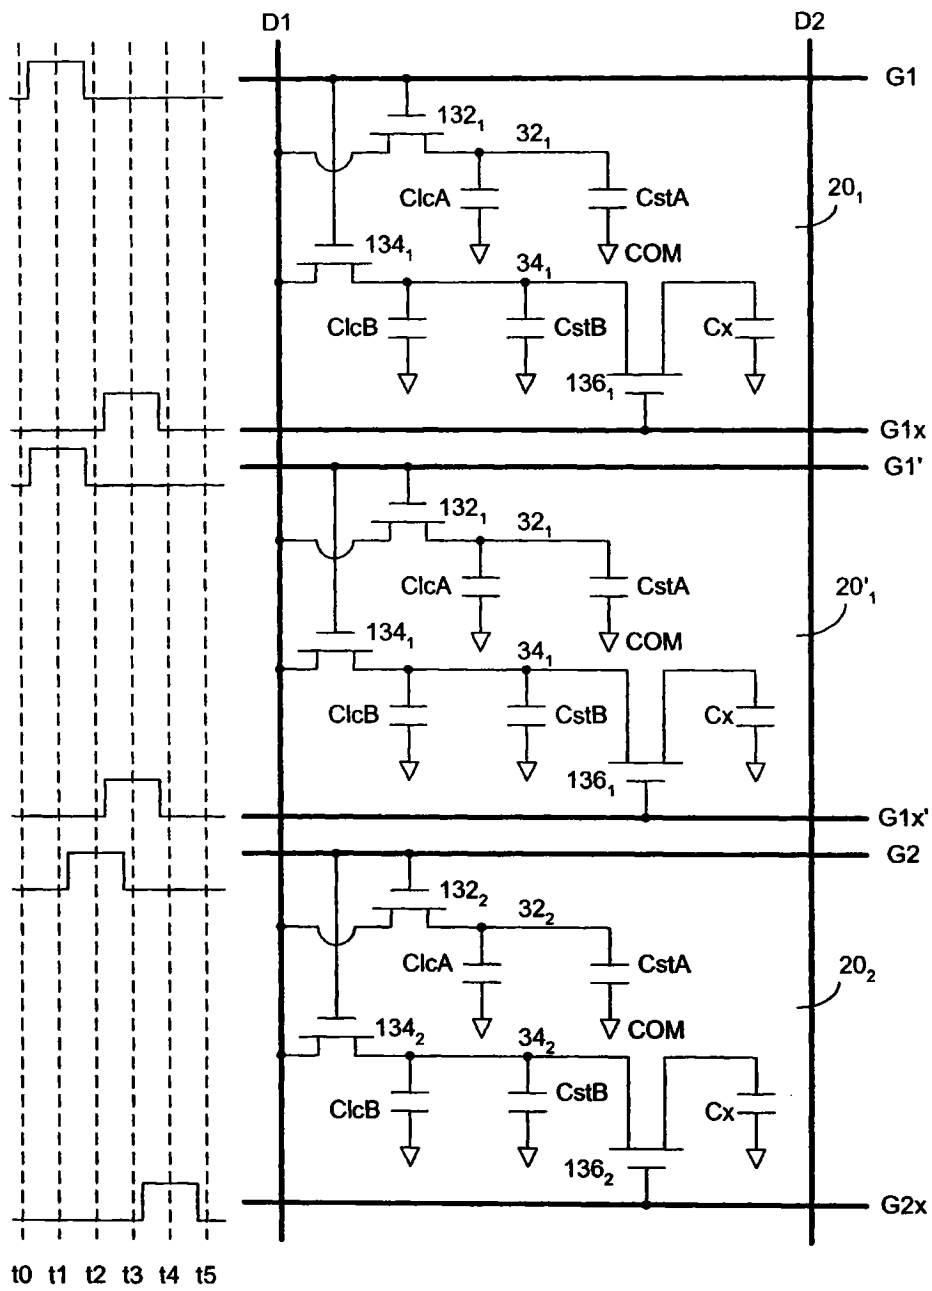 D1 D2
G1
132₁ 32₁
ClcA CstA 20₁
134₁ 34₁ COM
ClcB CstB Cx
136₁
G1x
G1'
132₁ 32₁
ClcA CstA 20'₁
134₁ 34₁ COM
ClcB CstB Cx
136₁
G1x'
G2
132₂ 32₂
ClcA CstA 20₂
134₂ 34₂ COM
ClcB CstB Cx
136₂
G2x
t0 t1 t2 t3 t4 t5